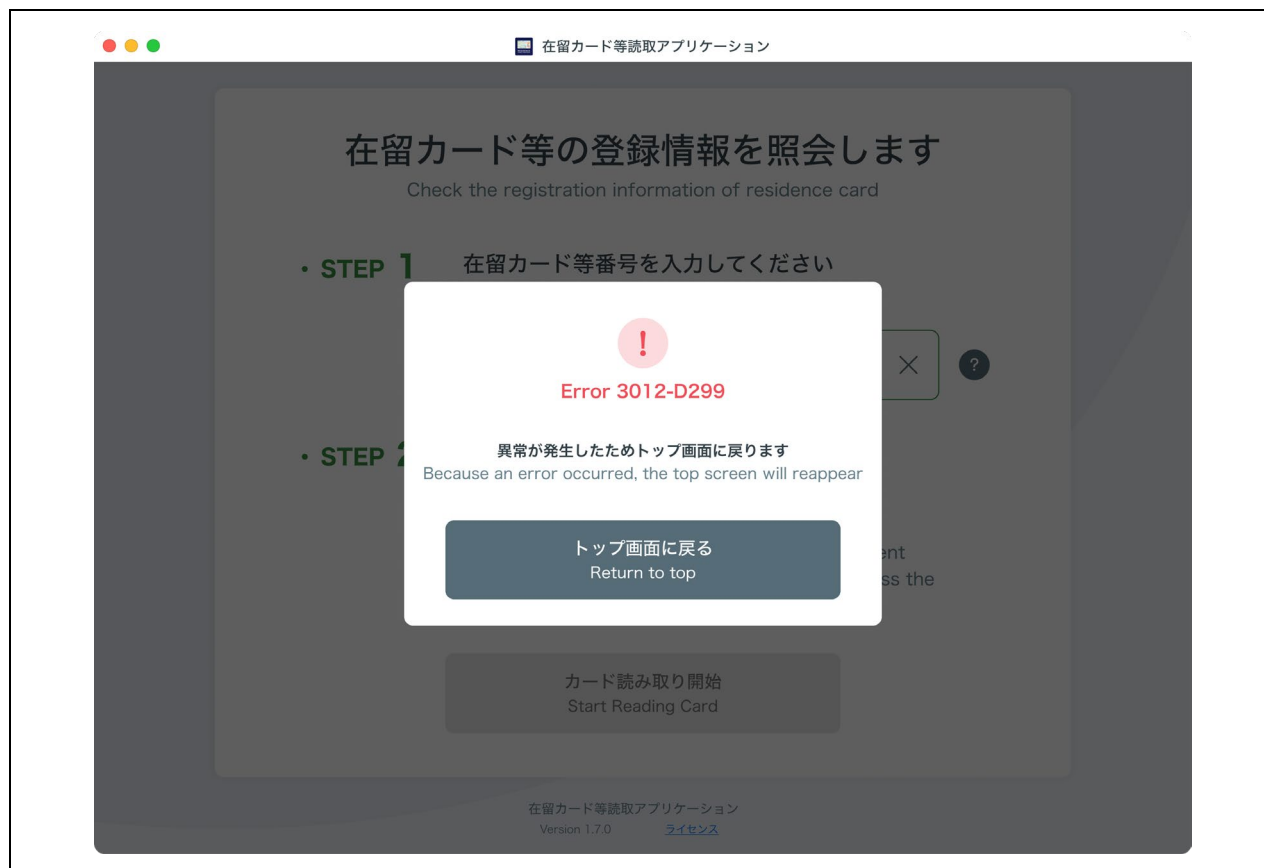 在留カード等読取アプリケーション
在留カード等の登録情報を照会します
Check the registration information of residence card
・STEP 1 在留カード等番号を入力してください
?
!
Error 3012-D299
・STEP 2
異常が発生したためトップ画面に戻ります
Because an error occurred, the top screen will reappear
トップ画面に戻る
Return to top
ent
ss the
カード読み取り開始
Start Reading Card
在留カード等読取アプリケーション
Version 1.7.0 ライセンス